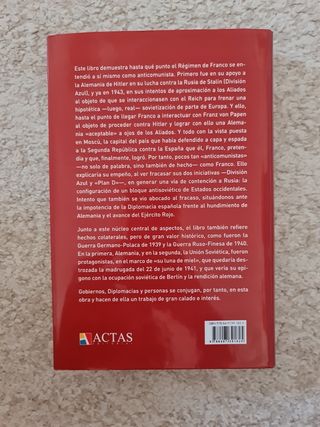 Este libro demuestra hasta qué punto el Régimen de Franco se en-
tendió a sí mismo como anticomunista. Primero fue en su apoyo a
la Alemania de Hitler en su lucha contra la Rusia de Stalin (División
Azul), y ya en 1943, en sus intentos de aproximación a los Aliados
al objeto de que se interaccionasen con el Reich para frenar una
hipotética —luego, real— sovietización de parte de Europa. Y ello,
hasta el punto de llegar Franco a interactuar con Franz von Papen
al objeto de proceder contra Hitler y lograr con ello una Alema-
nia «aceptable» a ojos de los Aliados. Y todo con la vista puesta
en Moscú, la capital del país que había defendido a capa y espada
a la Segunda República contra la España que él, Franco, preten-
día y que, finalmente, logró. Por tanto, pocos tan «anticomunistas»
—no solo de palabra, sino también de hecho— como Franco. Ello
explicaría su empeño, al ver fracasar sus dos iniciativas —División
Azul y «Plan D»—, en generar una vía de contención a Rusia: la
configuración de un bloque antisoviético de Estados occidentales.
Intento que también se vio abocado al fracaso, situándonos ante
la impotencia de la Diplomacia española frente al hundimiento de
Alemania y el avance del Ejército Rojo.
Junto a este núcleo central de aspectos, el libro también refiere
hechos colaterales, pero de gran valor histórico, como fueron la
Guerra Germano-Polaca de 1939 y la Guerra Ruso-Finesa de 1940.
En la primera, Alemania, y en la segunda, la Unión Soviética, fueron
protagonistas, en el marco de «su luna de miel», que quedaría des-
trozada la madrugada del 22 de junio de 1941, y que vería su epígo-
no con la ocupación soviética de Berlín y la rendición alemana.
Gobiernos, Diplomacias y personas se conjugan, por tanto, en esta
obra y hacen de ella un trabajo de gran calado e interés.
ACTAS